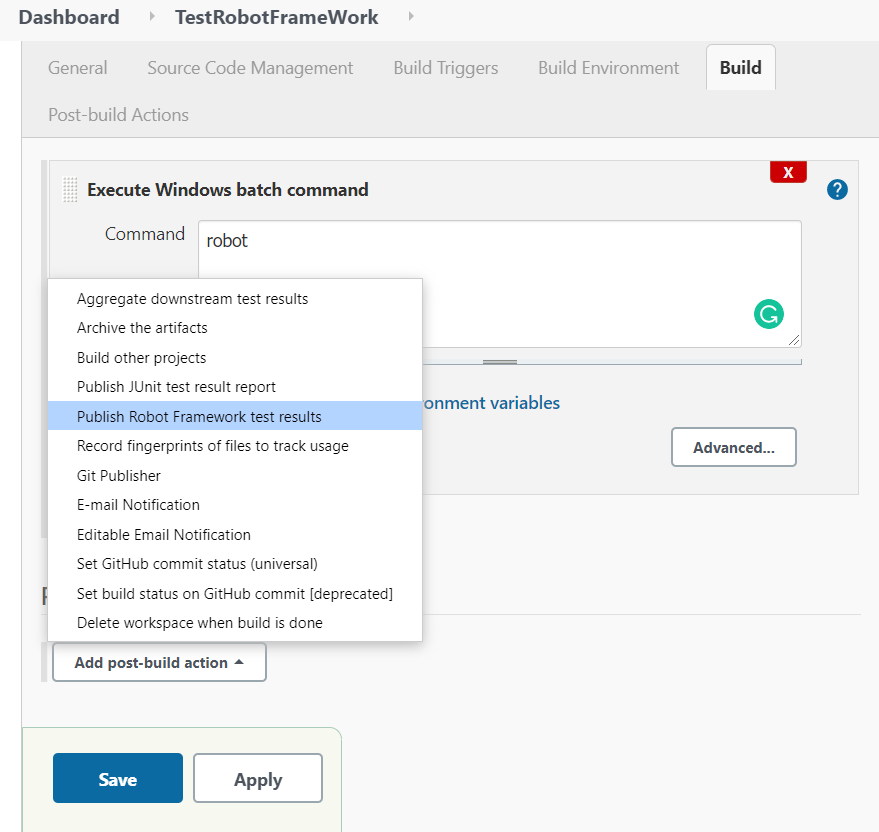 Dashboard TestRobotFrameWork
General Source Code Management Build Triggers Build Environment Build
Post-build Actions
X
Execute Windows batch command ?
Command robot
Aggregate downstream test results
Archive the artifacts
Build other projects
Publish JUnit test result report
Publish Robot Framework test results
onment variables
Record fingerprints of files to track usage
Advanced...
Git Publisher
E-mail Notification
Editable Email Notification
Set GitHub commit status (universal)
Set build status on GitHub commit [deprecated]
Delete workspace when build is done
Add post-build action
Save Apply